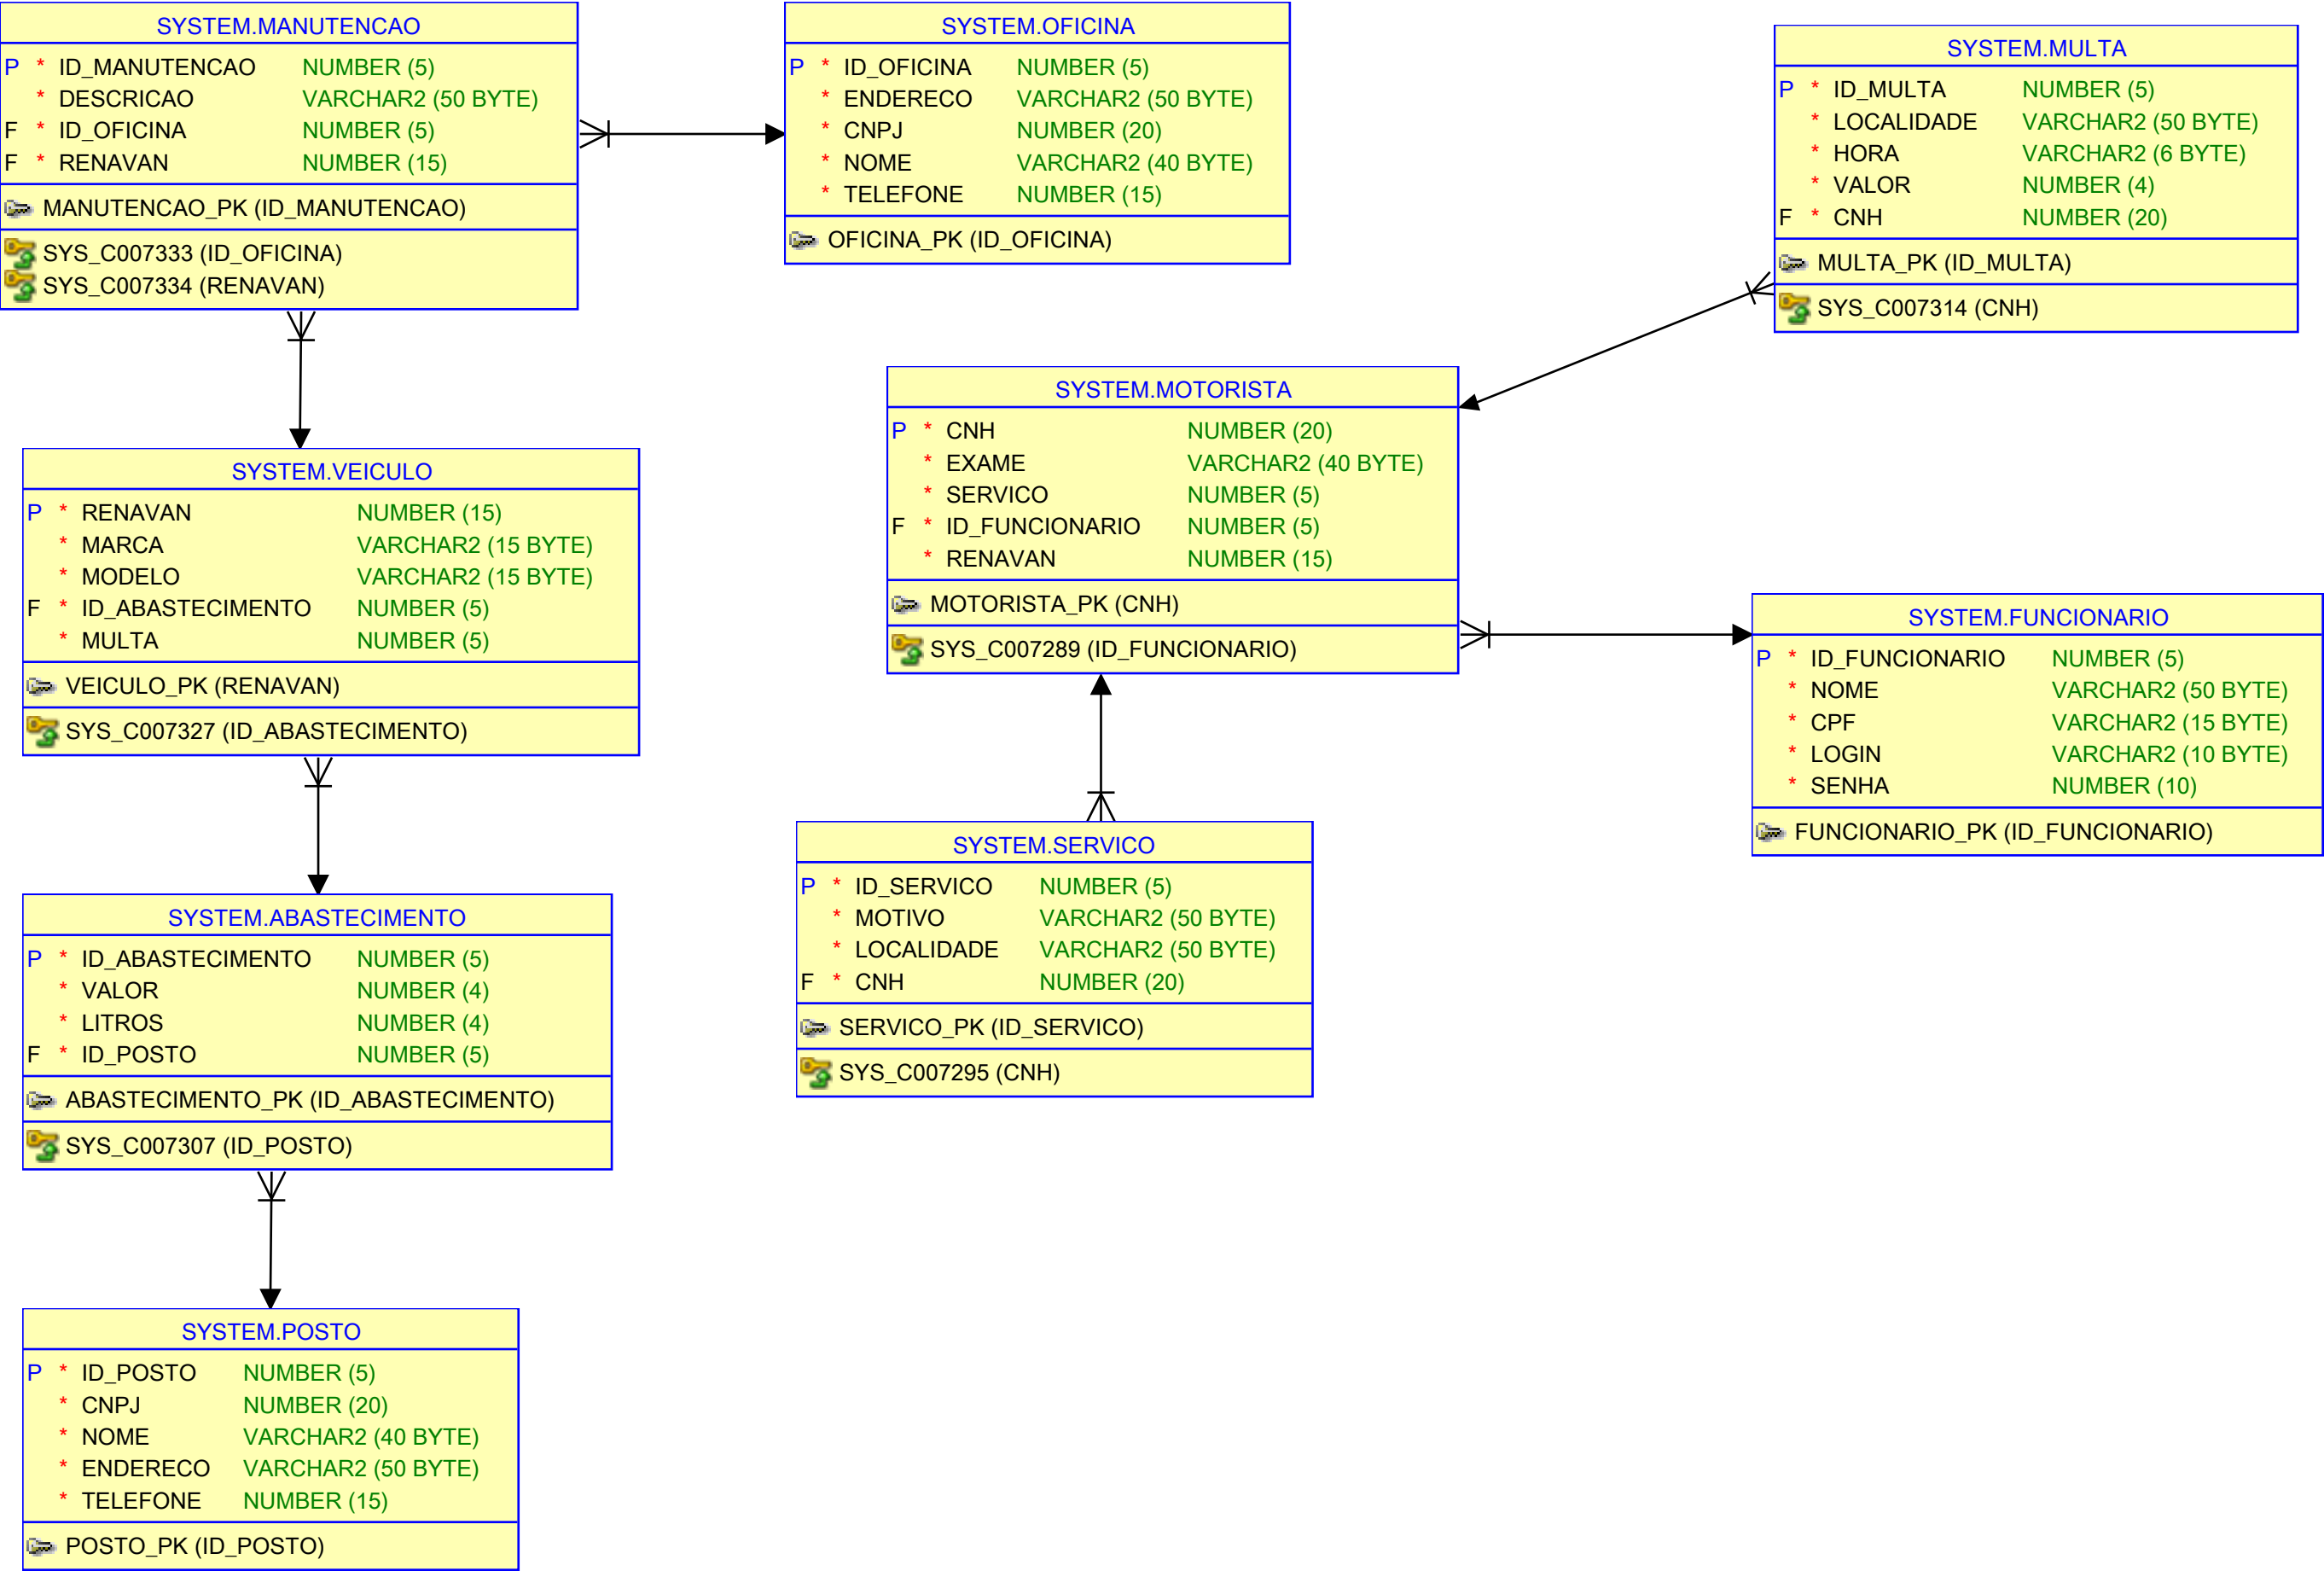 SYSTEM.MANUTENCAO
P * ID_MANUTENCAO NUMBER (5)
* DESCRICAO VARCHAR2 (50 BYTE)
F * ID_OFICINA NUMBER (5)
F * RENAVAN NUMBER (15)
MANUTENCAO_PK (ID_MANUTENCAO)
SYS_C007333 (ID_OFICINA)
SYS_C007334 (RENAVAN)
SYSTEM.OFICINA
P * ID_OFICINA NUMBER (5)
* ENDERECO VARCHAR2 (50 BYTE)
* CNPJ NUMBER (20)
* NOME VARCHAR2 (40 BYTE)
* TELEFONE NUMBER (15)
OFICINA_PK (ID_OFICINA)
SYSTEM.MULTA
P * ID_MULTA NUMBER (5)
* LOCALIDADE VARCHAR2 (50 BYTE)
* HORA VARCHAR2 (6 BYTE)
* VALOR NUMBER (4)
F * CNH NUMBER (20)
MULTA_PK (ID_MULTA)
SYS_C007314 (CNH)
SYSTEM.MOTORISTA
P * CNH NUMBER (20)
* EXAME VARCHAR2 (40 BYTE)
* SERVICO NUMBER (5)
F * ID_FUNCIONARIO NUMBER (5)
* RENAVAN NUMBER (15)
MOTORISTA_PK (CNH)
SYS_C007289 (ID_FUNCIONARIO)
SYSTEM.VEICULO
P * RENAVAN NUMBER (15)
* MARCA VARCHAR2 (15 BYTE)
* MODELO VARCHAR2 (15 BYTE)
F * ID_ABASTECIMENTO NUMBER (5)
* MULTA NUMBER (5)
VEICULO_PK (RENAVAN)
SYS_C007327 (ID_ABASTECIMENTO)
SYSTEM.FUNCIONARIO
P * ID_FUNCIONARIO NUMBER (5)
* NOME VARCHAR2 (50 BYTE)
* CPF VARCHAR2 (15 BYTE)
* LOGIN VARCHAR2 (10 BYTE)
* SENHA NUMBER (10)
FUNCIONARIO_PK (ID_FUNCIONARIO)
SYSTEM.SERVICO
P * ID_SERVICO NUMBER (5)
* MOTIVO VARCHAR2 (50 BYTE)
* LOCALIDADE VARCHAR2 (50 BYTE)
F * CNH NUMBER (20)
SERVICO_PK (ID_SERVICO)
SYS_C007295 (CNH)
SYSTEM.ABASTECIMENTO
P * ID_ABASTECIMENTO NUMBER (5)
* VALOR NUMBER (4)
* LITROS NUMBER (4)
F * ID_POSTO NUMBER (5)
ABASTECIMENTO_PK (ID_ABASTECIMENTO)
SYS_C007307 (ID_POSTO)
SYSTEM.POSTO
P * ID_POSTO NUMBER (5)
* CNPJ NUMBER (20)
* NOME VARCHAR2 (40 BYTE)
* ENDERECO VARCHAR2 (50 BYTE)
* TELEFONE NUMBER (15)
POSTO_PK (ID_POSTO)